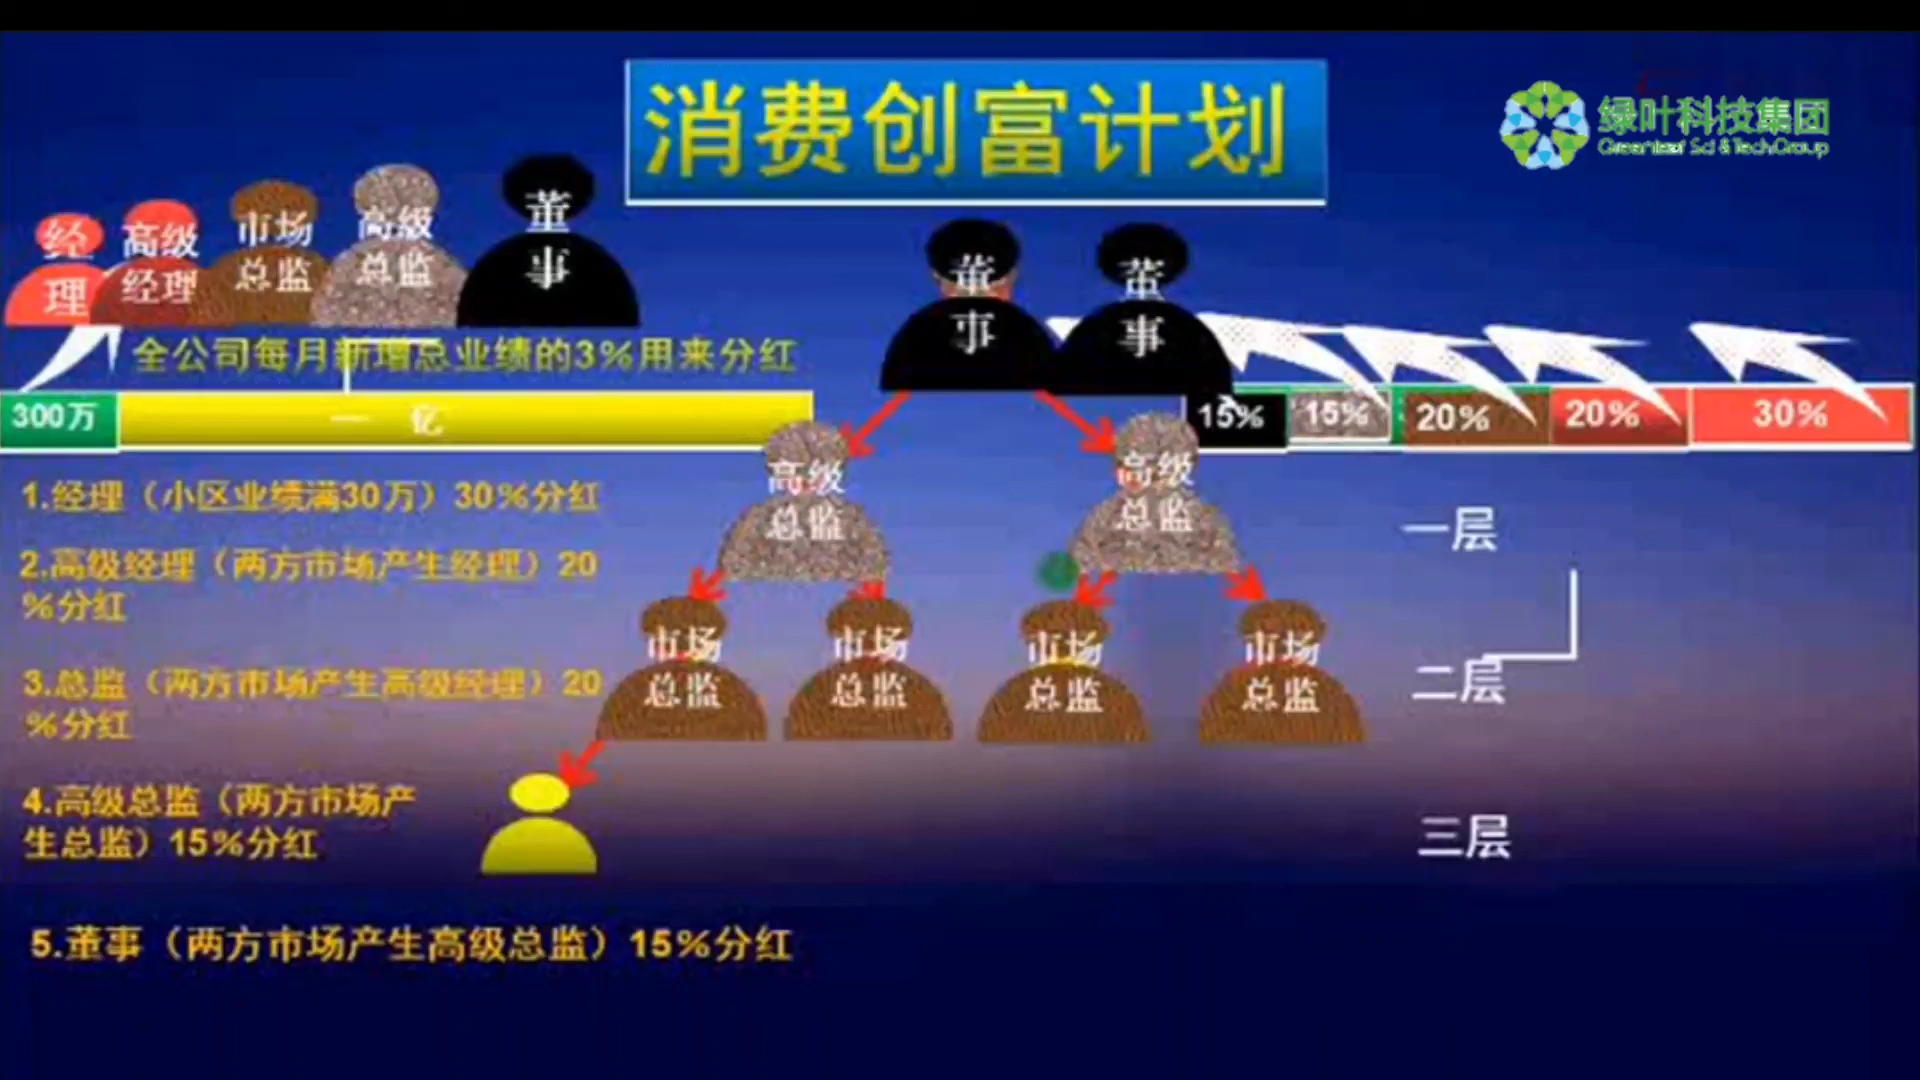 消费创富计划
绿叶科技集团
Greenleaf Sci & Tech Group
经理
高级经理
市场总监
高级总监
董事
董事
董事
全公司每月新增总业绩的3%用来分红
300万
一 亿
15%
15%
20%
20%
30%
高级总监
高级总监
一层
1.经理（小区业绩满30万）30%分红
2.高级经理（两方市场产生经理）20
%分红
市场总监
市场总监
市场总监
市场总监
二层
3.总监（两方市场产生高级经理）20
%分红
4.高级总监（两方市场产
生总监）15%分红
三层
5.董事（两方市场产生高级总监）15%分红